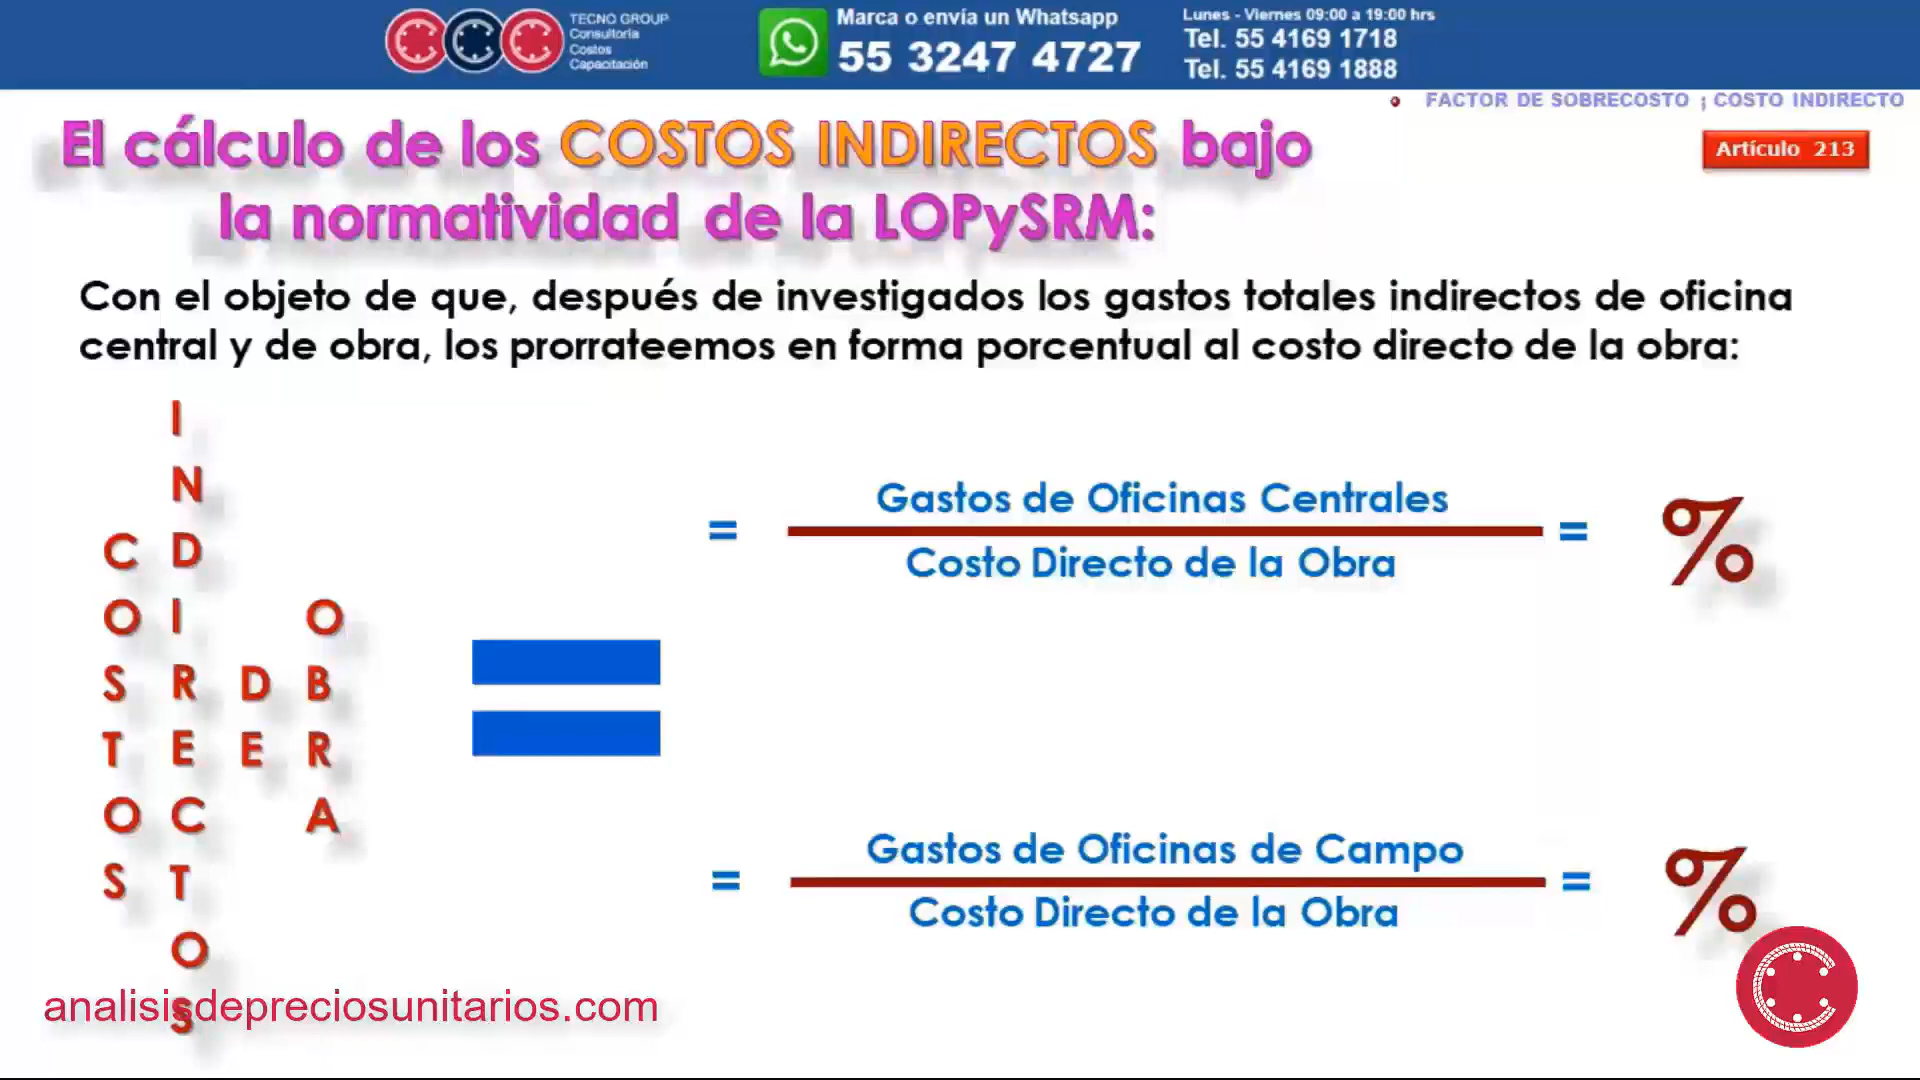 TECNO GROUP
Consultoría
Costos
Capacitación
Marca o envía un Whatsapp
55 3247 4727
Lunes - Viernes 09:00 a 19:00 hrs
Tel. 55 4169 1718
Tel. 55 4169 1888
FACTOR DE SOBRECOSTO ; COSTO INDIRECTO
Artículo 213
El cálculo de los COSTOS INDIRECTOS bajo
la normatividad de la LOPySRM:
Con el objeto de que, después de investigados los gastos totales indirectos de oficina
central y de obra, los prorrateemos en forma porcentual al costo directo de la obra:
COSTOS
INDIRECTOS
DE
OBRA
=
= Gastos de Oficinas Centrales = %
Costo Directo de la Obra
= Gastos de Oficinas de Campo = %
Costo Directo de la Obra
analisisdepreciosunitarios.com